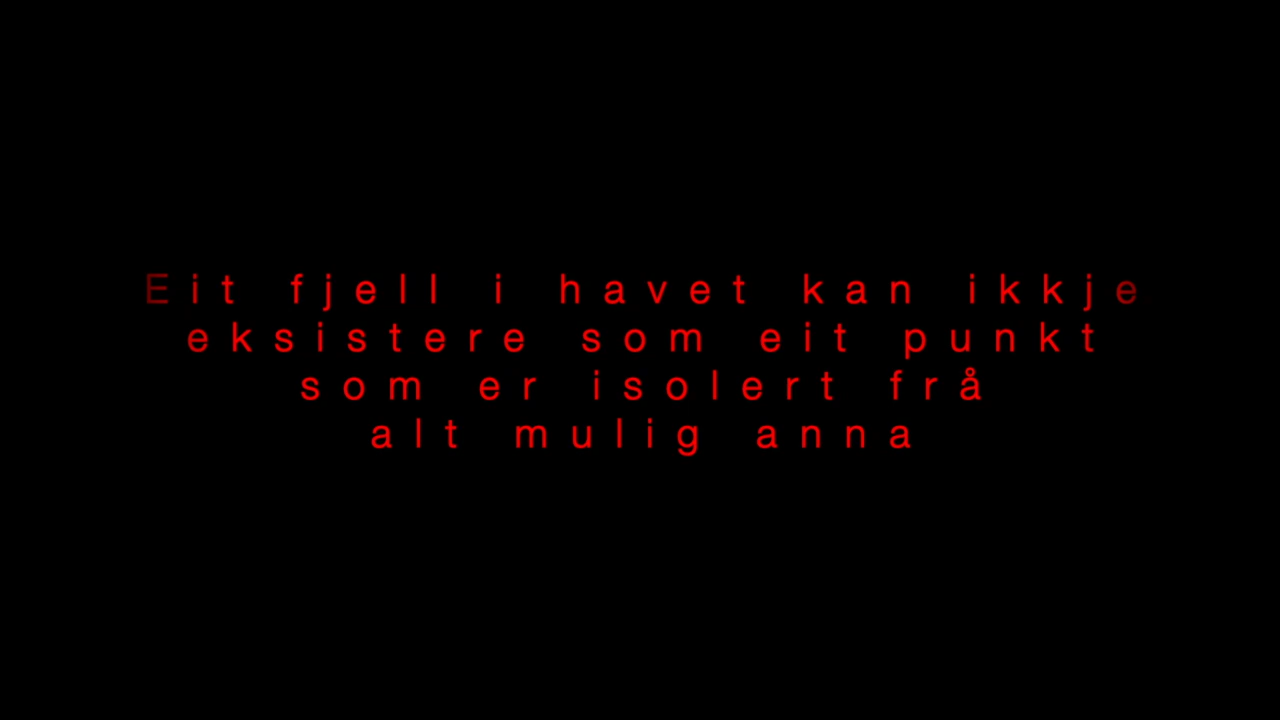 Eit fjell i havet kan ikkje
eksistere som eit punkt
som er isolert frå
alt mulig anna